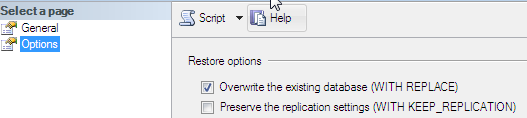 Select a page
General
Options
Script
Help
Restore options
Overwrite the existing database (WITH REPLACE)
Preserve the replication settings (WITH KEEP_REPLICATION)